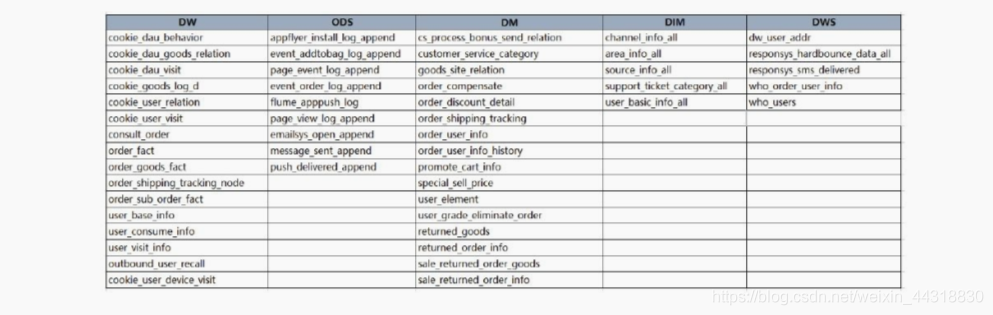 DW ODS DM DIM DWS
cookie_dau_behavior appflyer_install_log_append cs_process_bonus_send_relation channel_info_all dw_user_addr
cookie_dau_goods_relation event_addtobag_log_append customer_service_category area_info_all responsys_hardbounce_data_all
cookie_dau_visit page_event_log_append goods_site_relation source_info_all responsys_sms_delivered
cookie_goods_log_d event_order_log_append order_compensate support_ticket_category_all who_order_user_info
cookie_user_relation flume_apppush_log order_discount_detail user_basic_info_all who_users
cookie_user_visit page_view_log_append order_shipping_tracking
consult_order emailsys_open_append order_user_info
order_fact message_sent_append order_user_info_history
order_goods_fact push_delivered_append promote_cart_info
order_shipping_tracking_node special_sell_price
order_sub_order_fact user_element
user_base_info user_grade_eliminate_order
user_consume_info returned_goods
user_visit_info returned_order_info
outbound_user_recall sale_returned_order_goods
cookie_user_device_visit sale_returned_order_info
https://blog.csdn.net/weixin_44318830